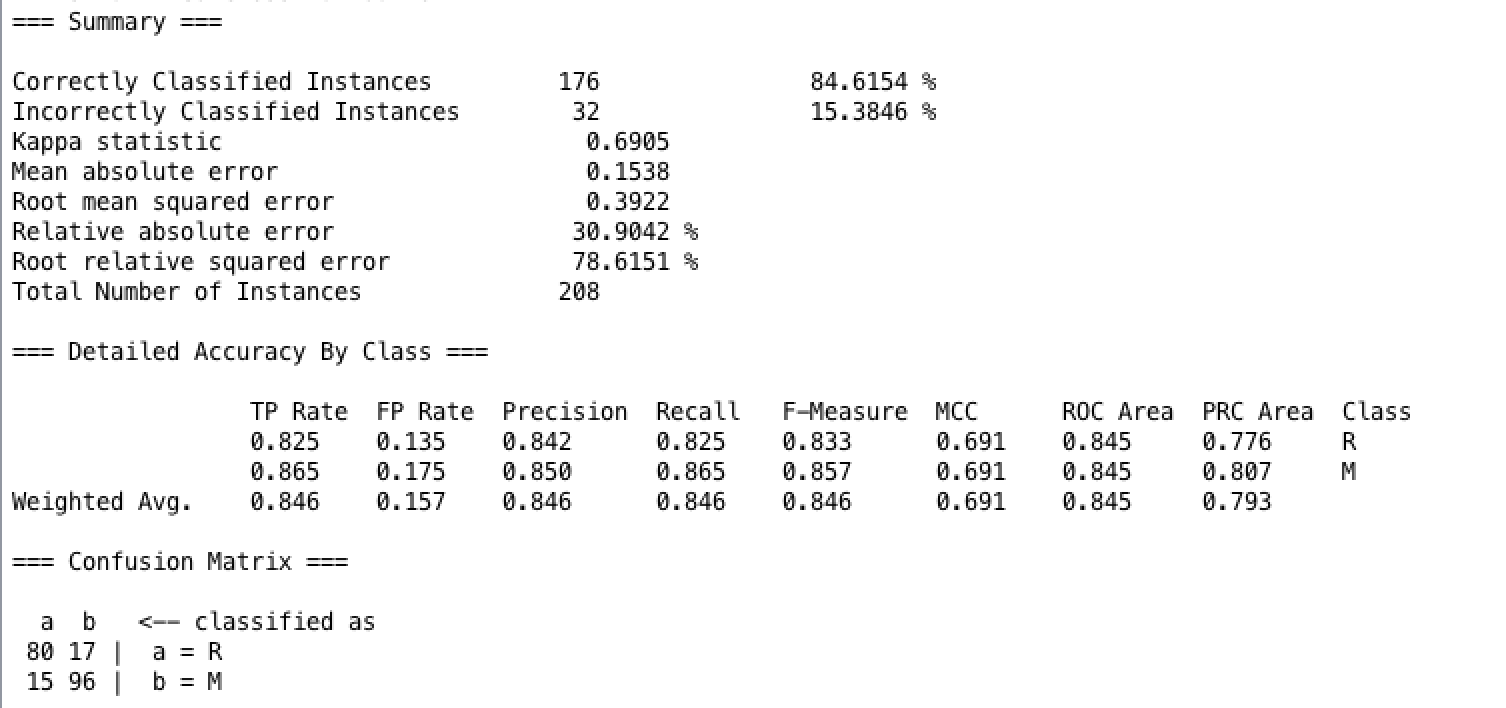 === Summary ===
Correctly Classified Instances 176 84.6154 %
Incorrectly Classified Instances 32 15.3846 %
Kappa statistic 0.6905
Mean absolute error 0.1538
Root mean squared error 0.3922
Relative absolute error 30.9042 %
Root relative squared error 78.6151 %
Total Number of Instances 208
=== Detailed Accuracy By Class ===
TP Rate FP Rate Precision Recall F-Measure MCC ROC Area PRC Area Class
0.825 0.135 0.842 0.825 0.833 0.691 0.845 0.776 R
0.865 0.175 0.850 0.865 0.857 0.691 0.845 0.807 M
Weighted Avg. 0.846 0.157 0.846 0.846 0.846 0.691 0.845 0.793
=== Confusion Matrix ===
a b <-- classified as
80 17 | a = R
15 96 | b = M